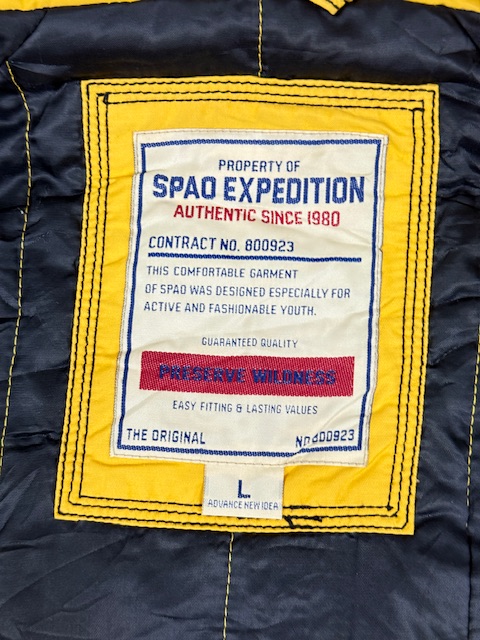 PROPERTY OF
SPAO EXPEDITION
AUTHENTIC SINCE 1980
CONTRACT NO. 800923
THIS COMFORTABLE GARMENT
OF SPAO WAS DESIGNED ESPECIALLY FOR
ACTIVE AND FASHIONABLE YOUTH.
GUARANTEED QUALITY
PRESERVE WILDNESS
EASY FITTING & LASTING VALUES
THE ORIGINAL NO 800923
L
ADVANCE NEW IDEA